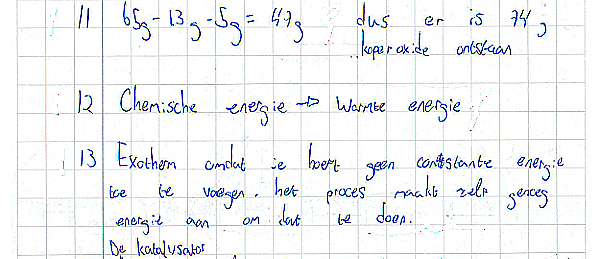 11 65g - 13g - 5g = 47g dus er is 74g
koperoxide ontstaan
12 Chemische energie → Warmte energie
13 Exotherm omdat je hoeft geen constante energie
toe te voegen. het proces maakt zelf genoeg
energie aan om dat te doen.
De katalysator